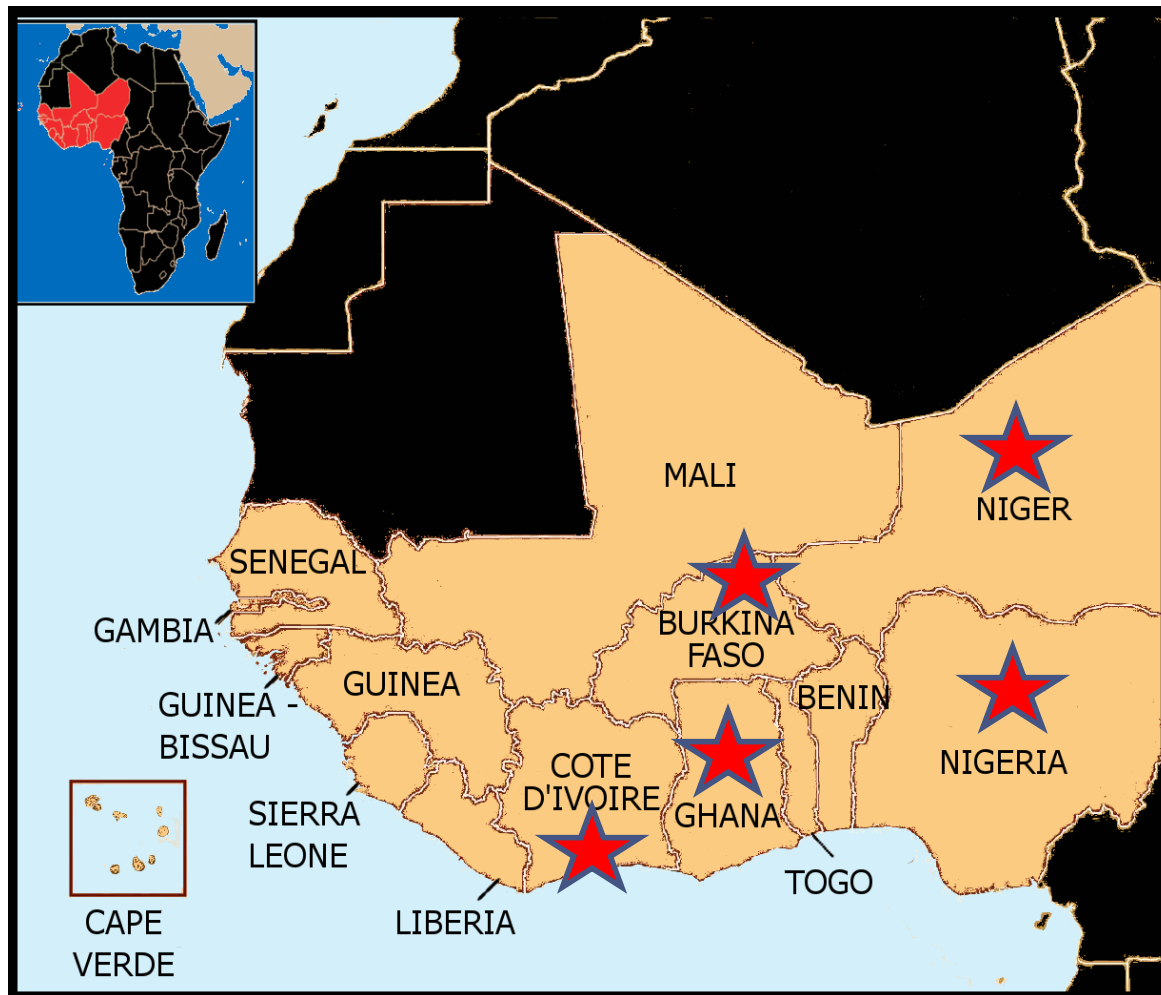 MALI
NIGER
SENEGAL
GAMBIA
BURKINA
FASO
GUINEA
BENIN
GUINEA -
BISSAU
COTE
D'IVOIRE
NIGERIA
GHANA
SIERRA
LEONE
TOGO
LIBERIA
CAPE
VERDE